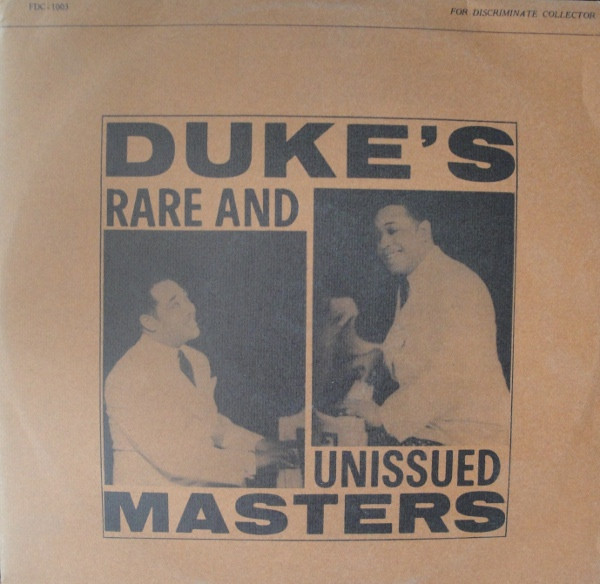 FDC-1003
FOR DISCRIMINATE COLLECTOR
DUKE'S
RARE AND
UNISSUED
MASTERS